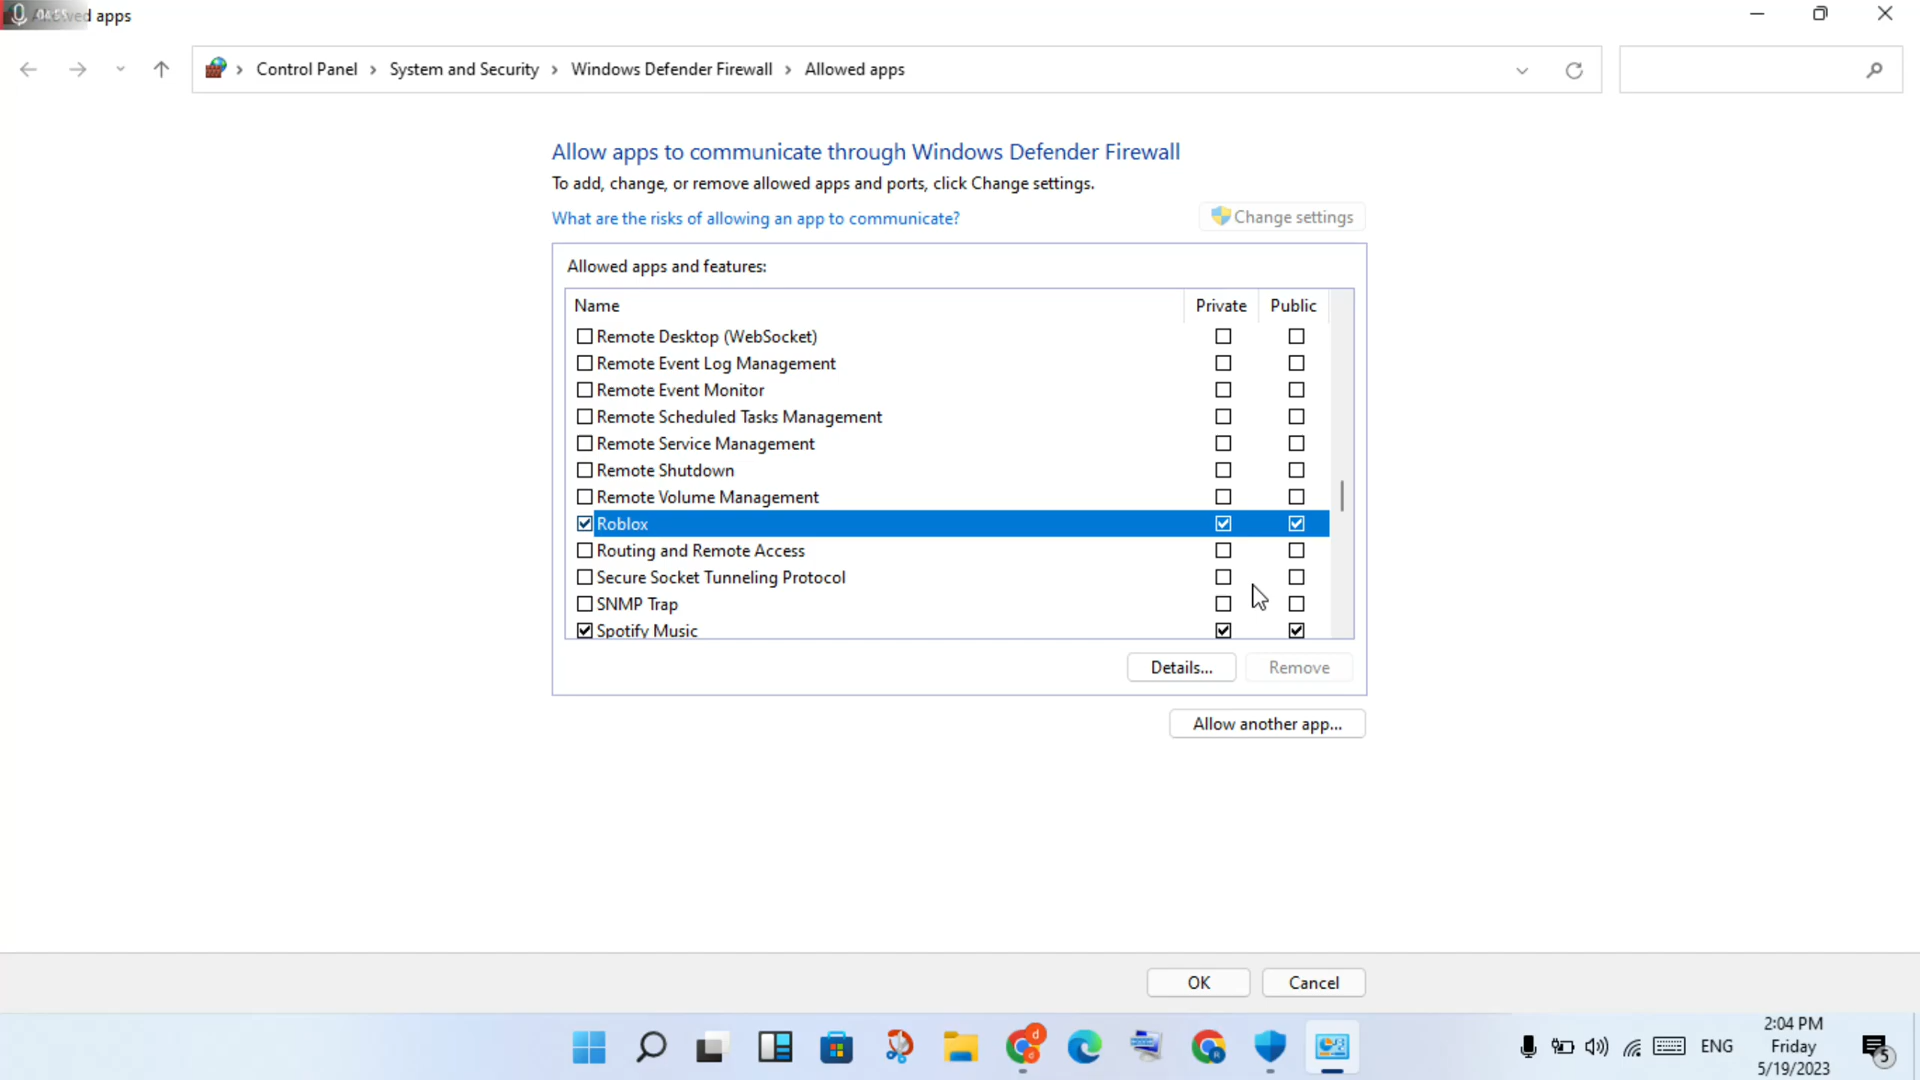 Allowed apps
Control Panel > System and Security > Windows Defender Firewall > Allowed apps
Allow apps to communicate through Windows Defender Firewall
To add, change, or remove allowed apps and ports, click Change settings.
What are the risks of allowing an app to communicate?
Change settings
Allowed apps and features:
Name Private Public
Remote Desktop (WebSocket)
Remote Event Log Management
Remote Event Monitor
Remote Scheduled Tasks Management
Remote Service Management
Remote Shutdown
Remote Volume Management
Roblox
Routing and Remote Access
Secure Socket Tunneling Protocol
SNMP Trap
Spotify Music
Details... Remove
Allow another app...
OK Cancel
ENG
2:04 PM
Friday
5/19/2023
5